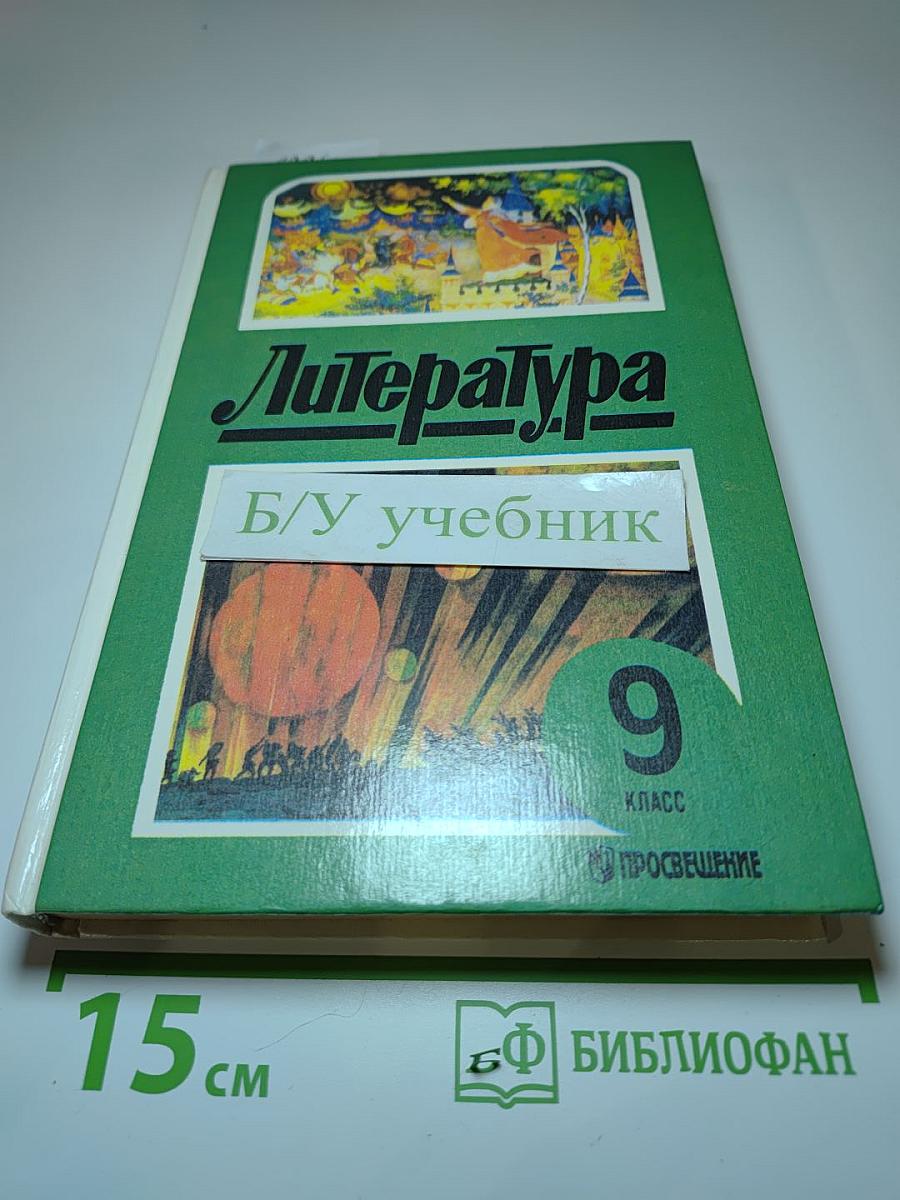 Литература
Б/У учебник
9
КЛАСС
ПРОСВЕЩЕНИЕ
15 см
БФ БИБЛИОФАН